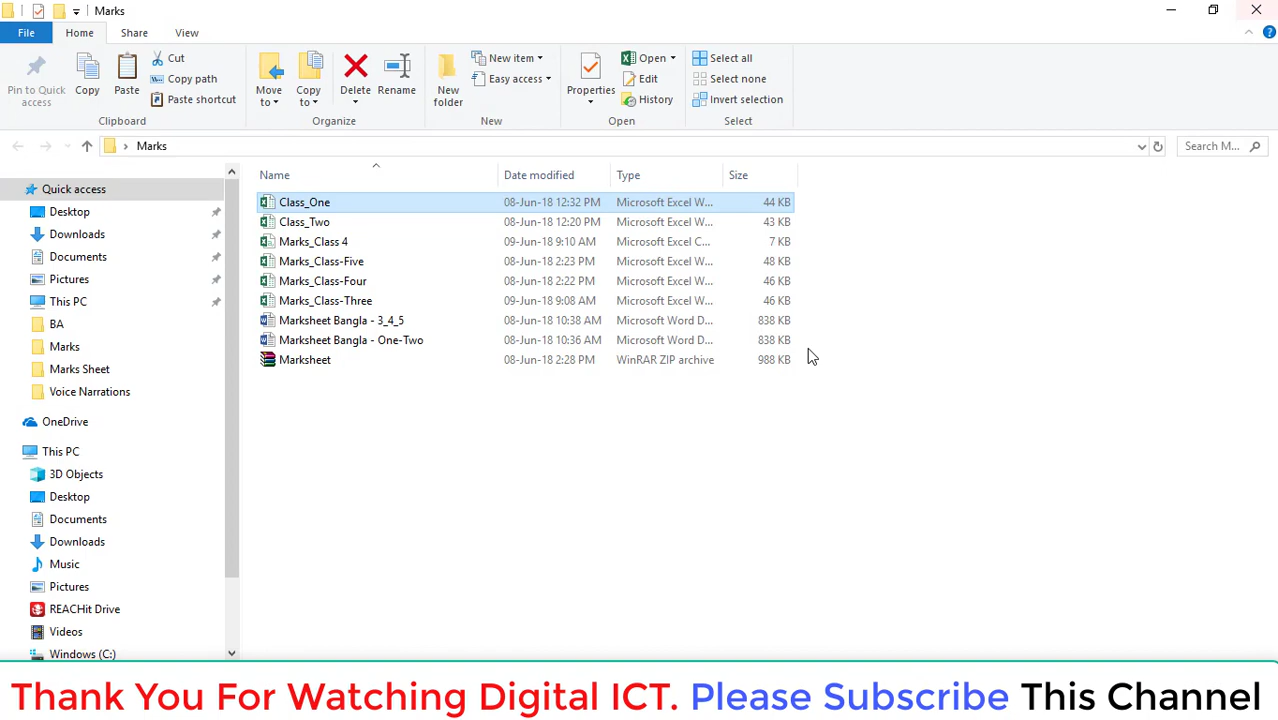 Marks
File Home Share View
Pin to Quick access
Copy
Paste
Cut
Copy path
Paste shortcut
Clipboard
Move to
Copy to
Delete
Rename
Organize
New folder
New item
Easy access
New
Properties
Open
Edit
History
Open
Select all
Select none
Invert selection
Select
Marks
Search M...
Name Date modified Type Size
Quick access
Desktop
Downloads
Documents
Pictures
This PC
BA
Marks
Marks Sheet
Voice Narrations
OneDrive
This PC
3D Objects
Desktop
Documents
Downloads
Music
Pictures
REACHit Drive
Videos
Windows (C:)
Class_One 08-Jun-18 12:32 PM Microsoft Excel W... 44 KB
Class_Two 08-Jun-18 12:20 PM Microsoft Excel W... 43 KB
Marks_Class 4 09-Jun-18 9:10 AM Microsoft Excel C... 7 KB
Marks_Class-Five 08-Jun-18 2:23 PM Microsoft Excel W... 48 KB
Marks_Class-Four 08-Jun-18 2:22 PM Microsoft Excel W... 46 KB
Marks_Class-Three 09-Jun-18 9:08 AM Microsoft Excel W... 46 KB
Marksheet Bangla - 3_4_5 08-Jun-18 10:38 AM Microsoft Word D... 838 KB
Marksheet Bangla - One-Two 08-Jun-18 10:36 AM Microsoft Word D... 838 KB
Marksheet 08-Jun-18 2:28 PM WinRAR ZIP archive 988 KB
Thank You For Watching Digital ICT. Please Subscribe This Channel